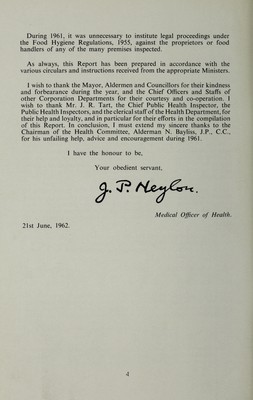 During 1961, it was unnecessary to institute legal proceedings under
the Food Hygiene Regulations, 1955, against the proprietors or food
handlers of any of the many premises inspected.
As always, this Report has been prepared in accordance with the
various circulars and instructions received from the appropriate Ministers.
I wish to thank the Mayor, Aldermen and Councillors for their kindness
and forbearance during the year, and the Chief Officers and Staffs of
other Corporation Departments for their courtesy and co-operation. I
wish to thank Mr. J. R. Tart, the Chief Public Health Inspector, the
Public Health Inspectors, and the clerical staff of the Health Department, for
their help and loyalty, and in particular for their efforts in the compilation
of this Report. In conclusion, I must extend my sincere thanks to the
Chairman of the Health Committee, Alderman N. Bayliss, J.P., C.C.,
for his unfailing help, advice and encouragement during 1961.
I have the honour to be,
Your obedient servant,
J. P. Heylon.
Medical Officer of Health.
21st June, 1962.
4